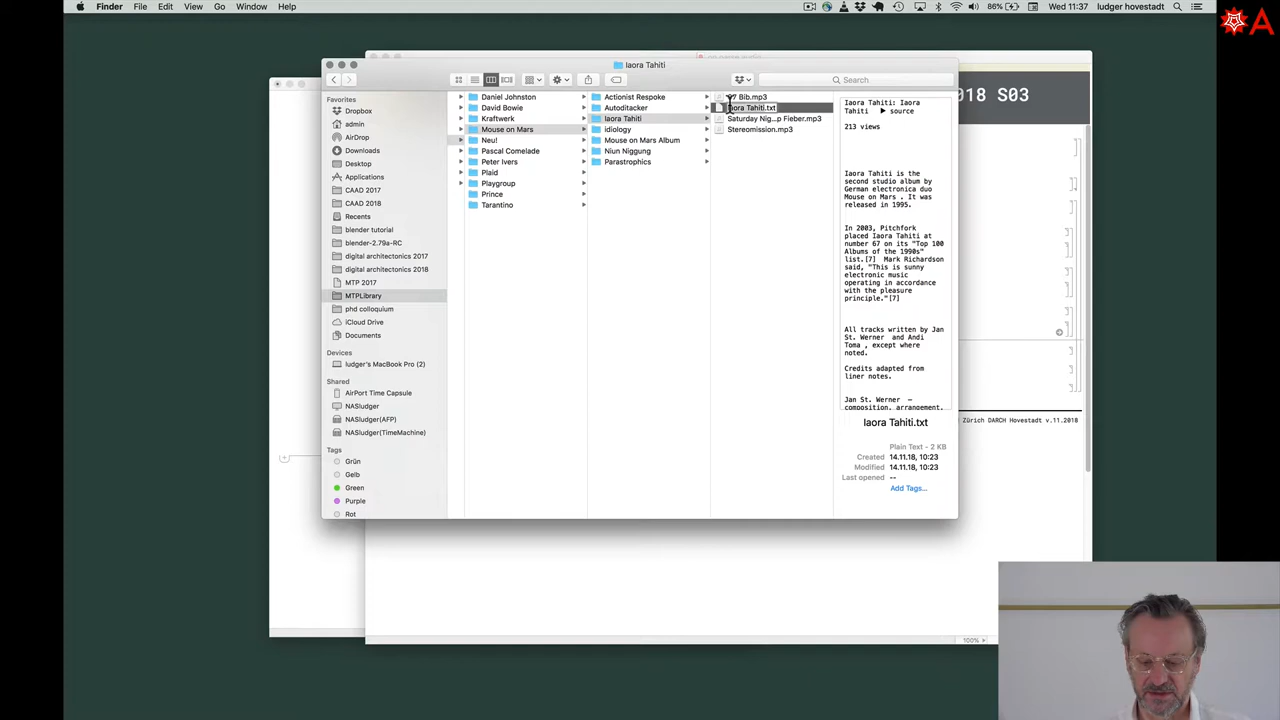 Finder File Edit View Go Window Help
86% Wed 11:37 ludger hovestadt
A
Iaora Tahiti
Search
018 S03
Favorites
Dropbox
admin
AirDrop
Downloads
Desktop
Applications
CAAD 2017
CAAD 2018
Recents
blender tutorial
blender-2.79a-RC
digital architectonics 2017
digital architectonics 2018
MTP 2017
MTPLibrary
phd colloquium
iCloud Drive
Documents
Devices
ludger's MacBook Pro (2)
Shared
AirPort Time Capsule
NASludger
NASludger(AFP)
NASludger(TimeMachine)
Tags
Grün
Gelb
Green
Purple
Rot
Daniel Johnston
David Bowie
Kraftwerk
Mouse on Mars
Neu!
Pascal Comelade
Peter Ivers
Plaid
Playgroup
Prince
Tarantino
Actionist Respoke
Autoditacker
Iaora Tahiti
idiology
Mouse on Mars Album
Niun Niggung
Parastrophics
07 Bib.mp3
Iaora Tahiti.txt
Saturday Nig...p Fieber.mp3
Stereomission.mp3
Iaora Tahiti: Iaora
Tahiti ▶ source
213 views
Iaora Tahiti is the
second studio album by
German electronica duo
Mouse on Mars . It was
released in 1995.
In 2003, Pitchfork
placed Iaora Tahiti at
number 67 on its "Top 100
Albums of the 1990s"
list.[7] Mark Richardson
said, "This is sunny
electronic music
operating in accordance
with the pleasure
principle."[7]
All tracks written by Jan
St. Werner and Andi
Toma , except where
noted.
Credits adapted from
liner notes.
Jan St. Werner –
composition, arrangement,
Iaora Tahiti.txt
Plain Text - 2 KB
Created 14.11.18, 10:23
Modified 14.11.18, 10:23
Last opened --
Add Tags...
Zürich DARCH Hovestadt v.11.2018
100%